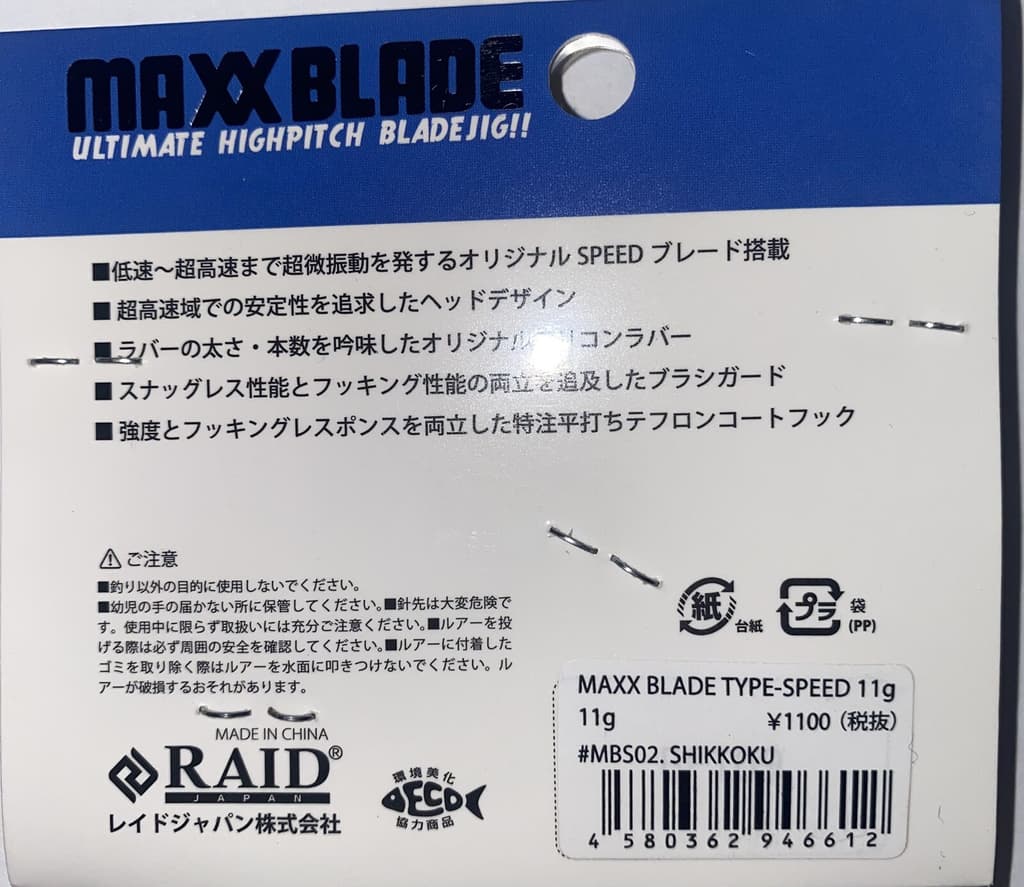 MAXX BLADE
ULTIMATE HIGHPITCH BLADEJIG!!
■低速～超高速まで超微振動を発するオリジナル SPEED ブレード搭載
■超高速域での安定性を追求したヘッドデザイン
■ラバーの太さ・本数を吟味したオリジナル コンラバー
■スナッグレス性能とフッキング性能の両立を追及したブラシガード
■強度とフッキングレスポンスを両立した特注平打ちテフロンコートフック
⚠ご注意
■釣り以外の目的に使用しないでください。
■幼児の手の届かない所に保管してください。■針先は大変危険で
す。使用中に限らず取扱いには充分ご注意ください。■ルアーを投
げる際は必ず周囲の安全を確認してください。■ルアーに付着した
ゴミを取り除く際はルアーを水面に叩きつけないでください。ル
アーが破損するおそれがあります。
紙 台紙
プラ 袋
(PP)
MADE IN CHINA
RAID®
JAPAN
レイドジャパン株式会社
環境美化
ECO
協力商品
MAXX BLADE TYPE-SPEED 11g
11g ¥1100（税抜）
#MBS02. SHIKKOKU
4 580362 946612